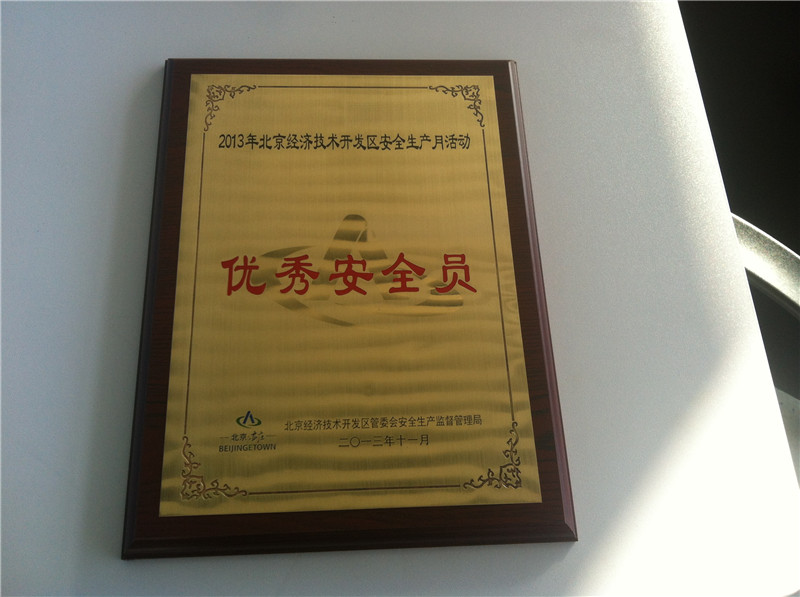 2013年北京经济技术开发区安全生产月活动
优秀安全员
北京
BEIJINGETOWN
北京经济技术开发区管委会安全生产监督管理局
二〇一三年十一月